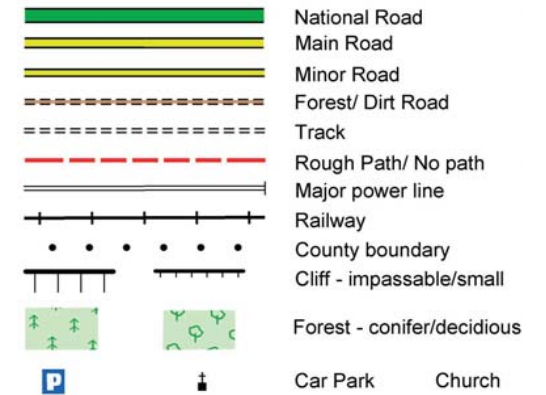 National Road
Main Road
Minor Road
Forest/ Dirt Road
Track
Rough Path/ No path
Major power line
Railway
County boundary
Cliff - impassable/small
Forest - conifer/decidious
P Car Park Church